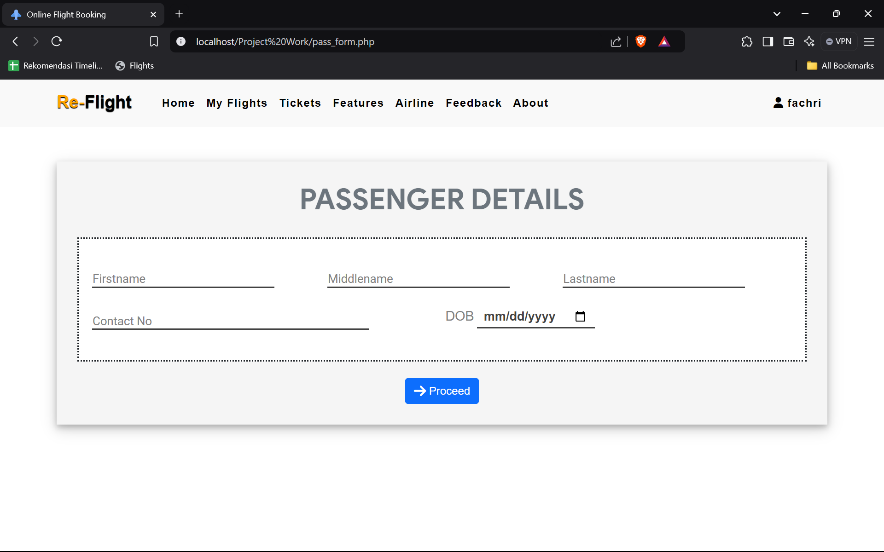 Online Flight Booking
localhost/Project%20Work/pass_form.php
VPN
Rekomendasi Timeli...
Flights
All Bookmarks
Re-Flight
Home My Flights Tickets Features Airline Feedback About
fachri
PASSENGER DETAILS
Firstname Middlename Lastname
Contact No DOB mm/dd/yyyy
Proceed